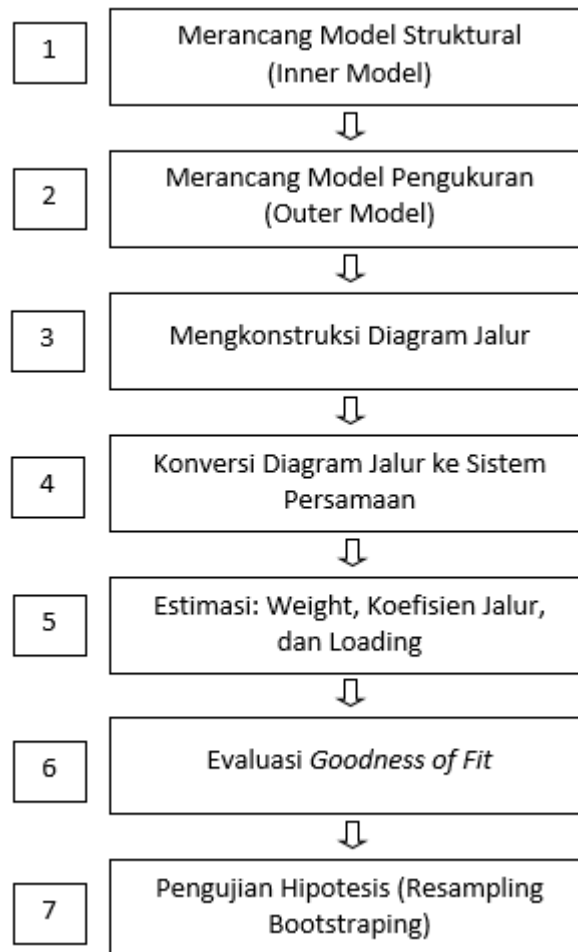 1
Merancang Model Struktural
(Inner Model)
2
Merancang Model Pengukuran
(Outer Model)
3
Mengkonstruksi Diagram Jalur
4
Konversi Diagram Jalur ke Sistem
Persamaan
5
Estimasi: Weight, Koefisien Jalur,
dan Loading
6
Evaluasi Goodness of Fit
7
Pengujian Hipotesis (Resampling
Bootstraping)